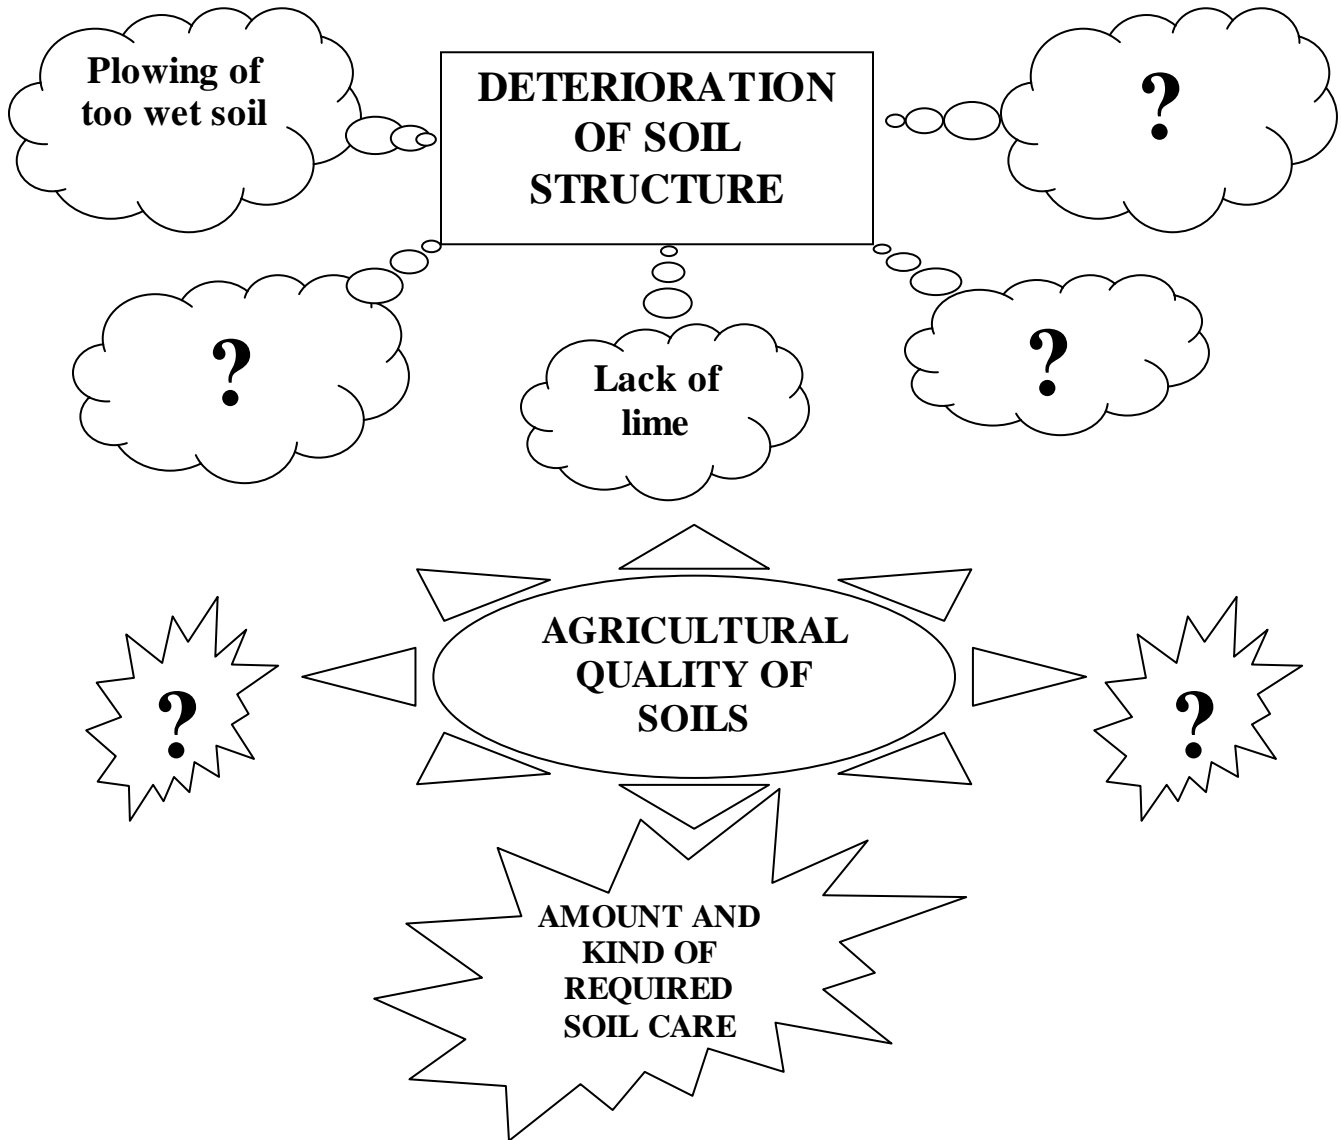 Plowing of
too wet soil
DETERIORATION
OF SOIL
STRUCTURE
?
?
Lack of
lime
?
AGRICULTURAL
QUALITY OF
SOILS
?
?
AMOUNT AND
KIND OF
REQUIRED
SOIL CARE